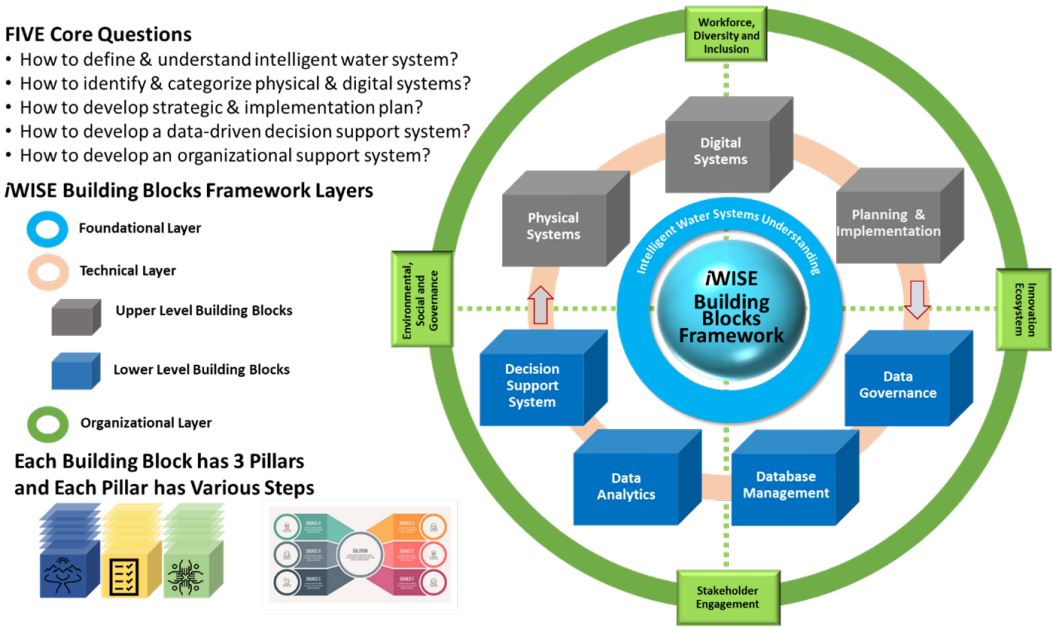 FIVE Core Questions
• How to define & understand intelligent water system?
• How to identify & categorize physical & digital systems?
• How to develop strategic & implementation plan?
• How to develop a data-driven decision support system?
• How to develop an organizational support system?
iWISE Building Blocks Framework Layers
Foundational Layer
Technical Layer
Upper Level Building Blocks
Lower Level Building Blocks
Organizational Layer
Each Building Block has 3 Pillars
and Each Pillar has Various Steps
SOLUTION
Workforce,
Diversity and
Inclusion
Digital
Systems
Physical
Systems
Planning &
Implementation
Intelligent Water Systems Understanding
iWISE
Building
Blocks
Framework
Environmental,
Social and
Governance
Innovation
Ecosystem
Decision
Support
System
Data
Governance
Data
Analytics
Database
Management
Stakeholder
Engagement